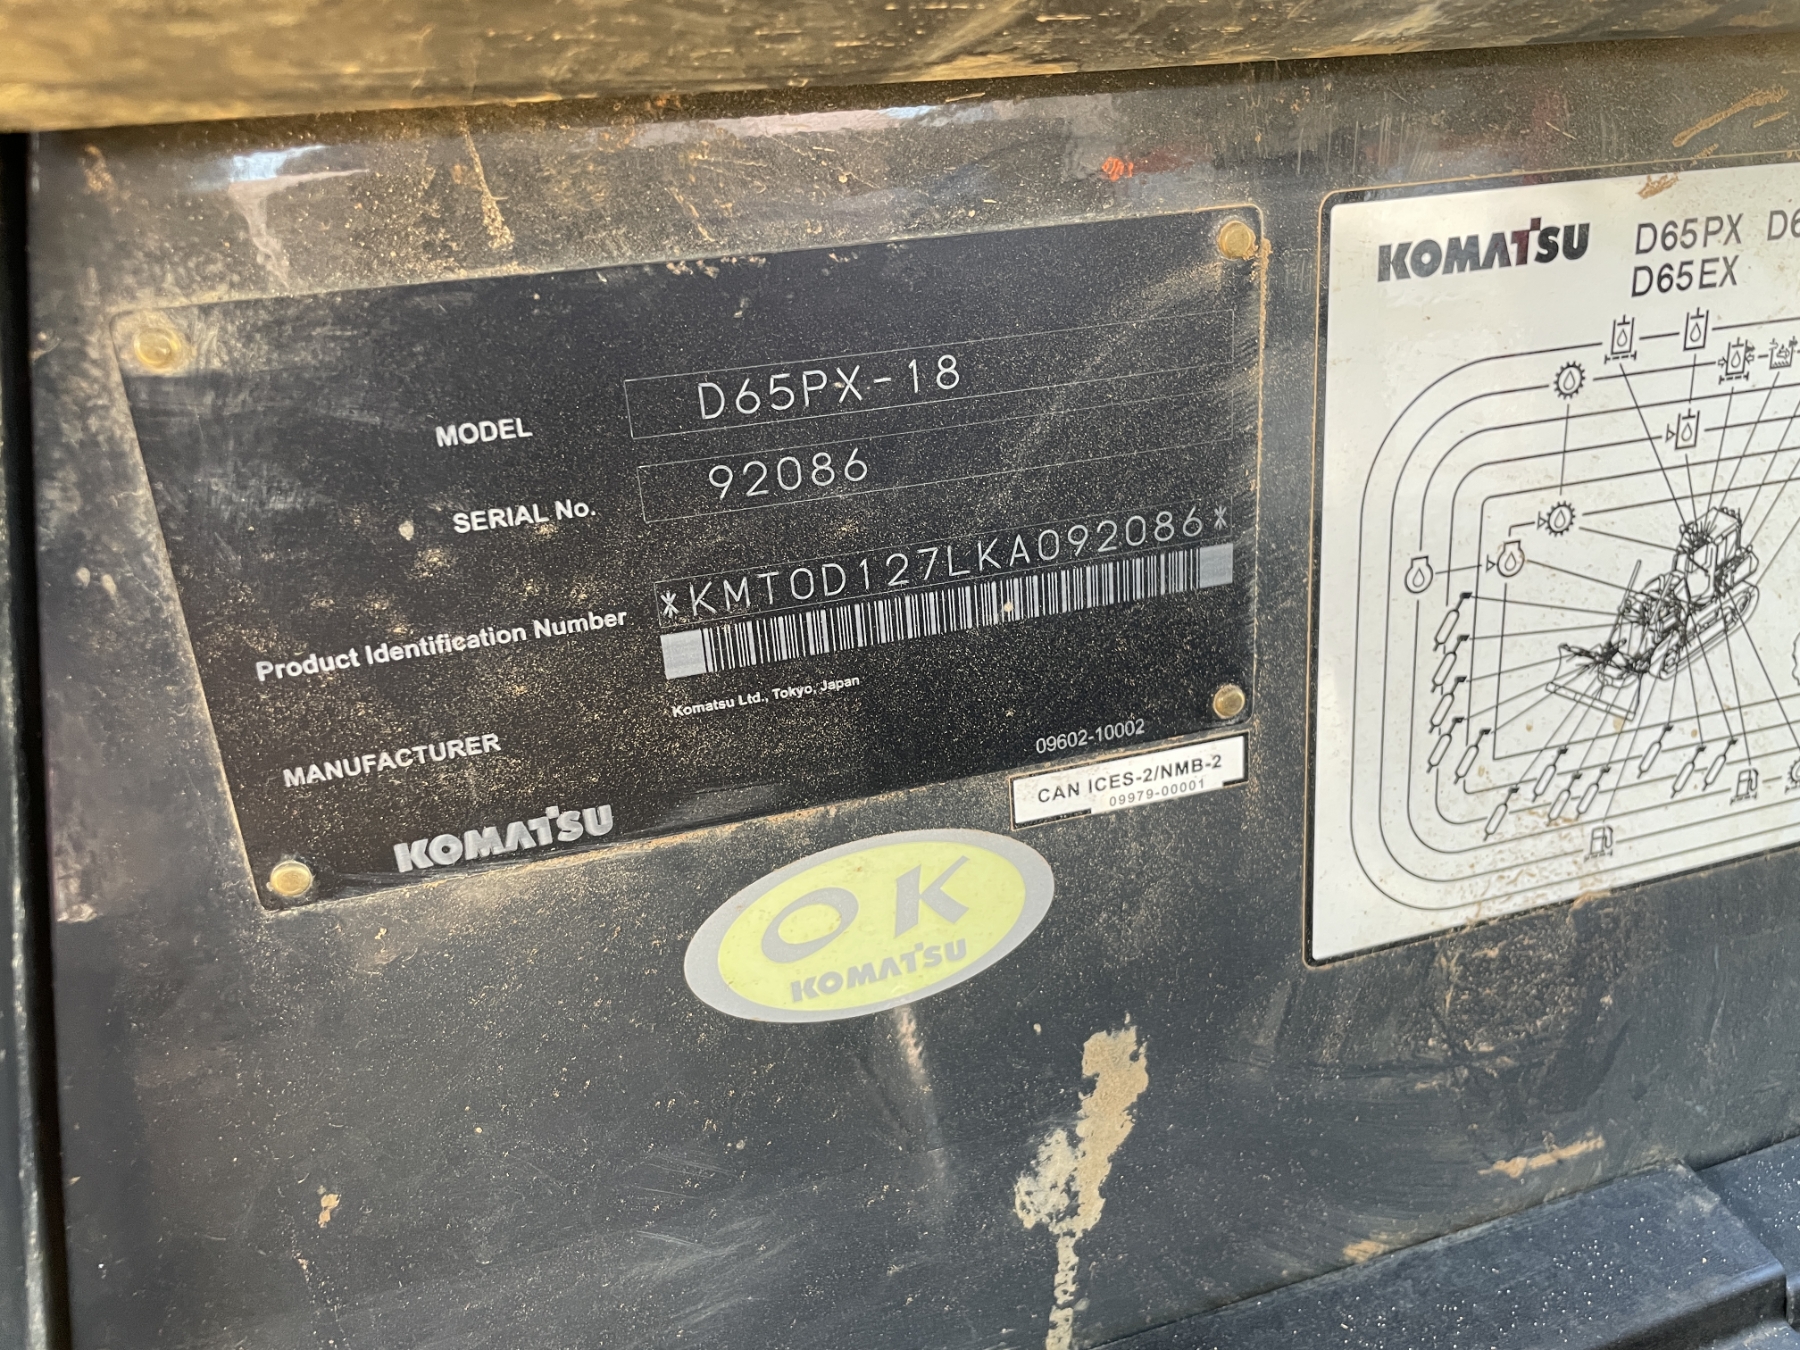 MODEL D65PX-18
SERIAL No. 92086
Product Identification Number *KMT0D127LKA092086*
Komatsu Ltd., Tokyo, Japan
MANUFACTURER
09602-10002
KOMATSU
CAN ICES-2/NMB-2
09979-00001
OK
KOMATSU
KOMATSU
D65PX D6
D65EX